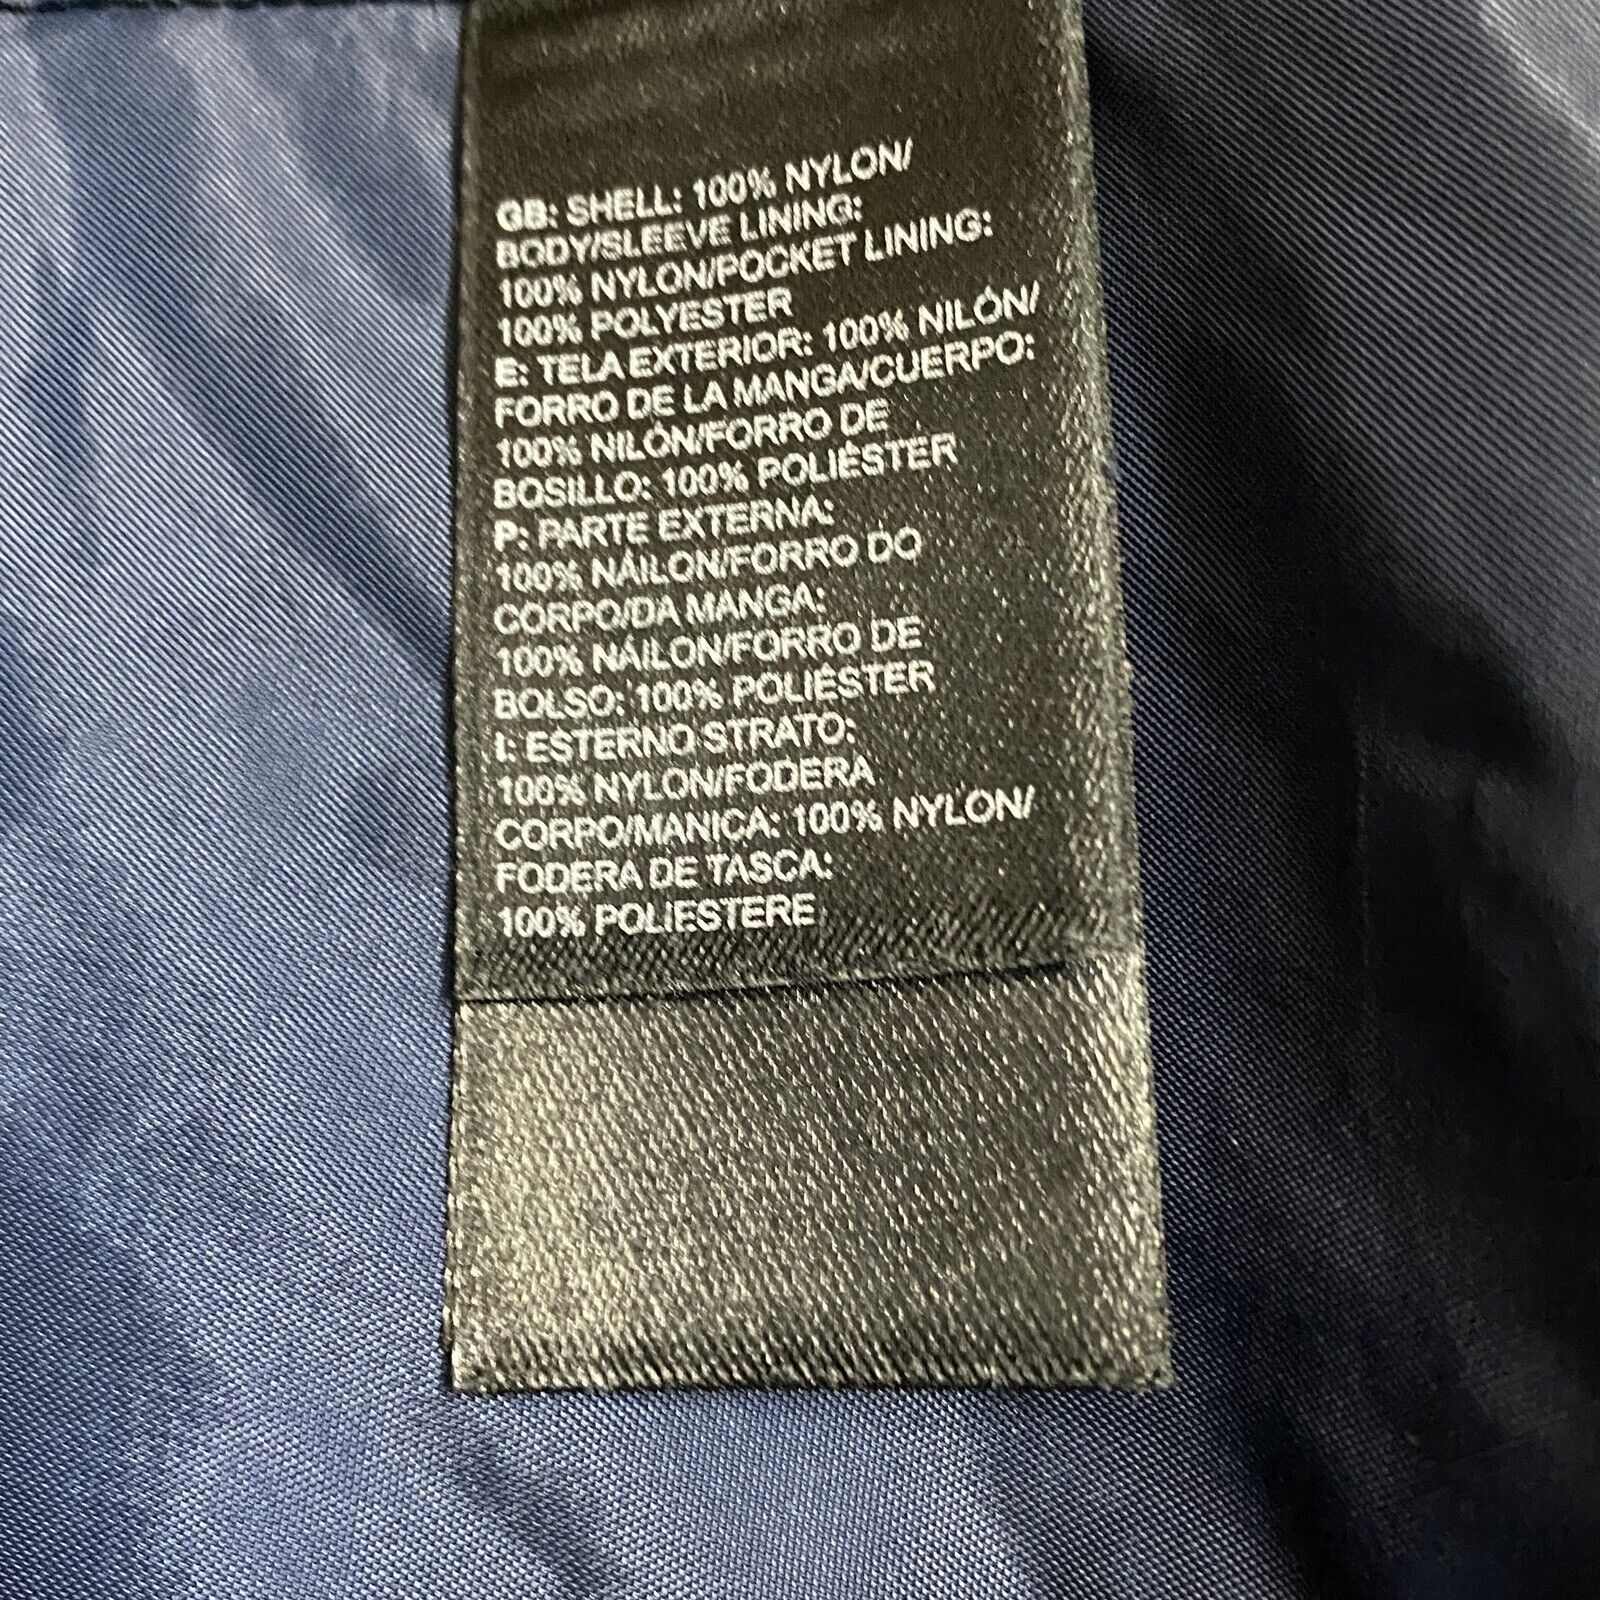 GB: SHELL: 100% NYLON/
BODY/SLEEVE LINING:
100% NYLON/POCKET LINING:
100% POLYESTER
E: TELA EXTERIOR: 100% NILÓN/
FORRO DE LA MANGA/CUERPO:
100% NILÓN/FORRO DE
BOSILLO: 100% POLIÉSTER
P: PARTE EXTERNA:
100% NÁILON/FORRO DO
CORPO/DA MANGA:
100% NÁILON/FORRO DE
BOLSO: 100% POLIÉSTER
I: ESTERNO STRATO:
100% NYLON/FODERA
CORPO/MANICA: 100% NYLON/
FODERA DE TASCA:
100% POLIESTERE